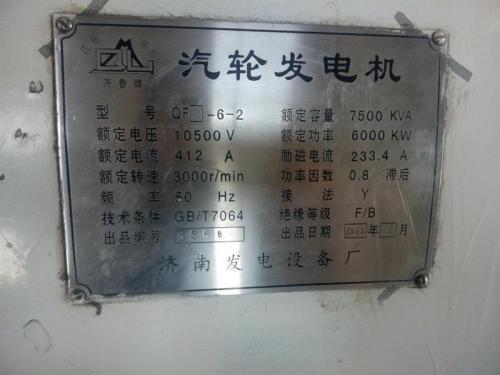 汽轮发电机
齐鲁牌
型 号 QF□-6-2 额定容量 7500 KVA
额定电压 10500 V 额定功率 6000 KW
额定电流 412 A 励磁电流 233.4 A
额定转速 3000r/min 功率因数 0.8 滞后
频 率 50 Hz 接 法 Y
技术条件 GB/T7064 绝缘等级 F/B
出品编号 出品日期 年 月
济南发电设备厂